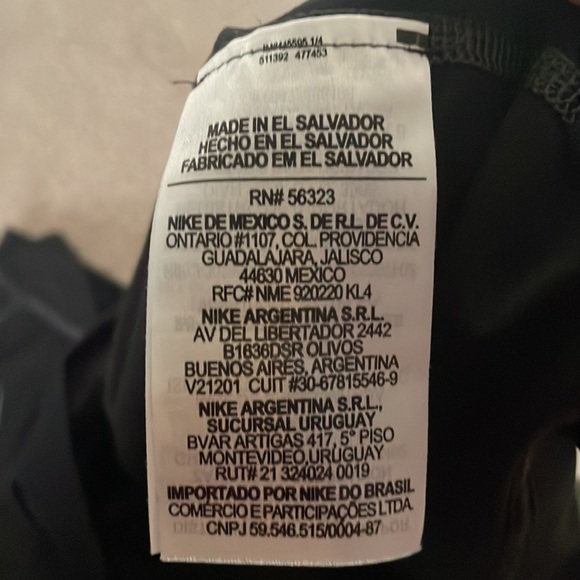 1/4
611392 477453
MADE IN EL SALVADOR
HECHO EN EL SALVADOR
FABRICADO EM EL SALVADOR
RN# 56323
NIKE DE MEXICO S. DE R.L. DE C.V.
ONTARIO #1107, COL. PROVIDENCIA
GUADALAJARA, JALISCO
44630 MEXICO
RFC# NME 920220 KL4
NIKE ARGENTINA S.R.L.
AV DEL LIBERTADOR 2442
B1636DSR OLIVOS
BUENOS AIRES, ARGENTINA
V21201 CUIT #30-67815546-9
NIKE ARGENTINA S.R.L.,
SUCURSAL URUGUAY
BVAR ARTIGAS 417, 5° PISO
MONTEVIDEO, URUGUAY
RUT# 21 324024 0019
IMPORTADO POR NIKE DO BRASIL
COMÉRCIO E PARTICIPAÇÕES LTDA.
CNPJ 59.546.515/0004-87